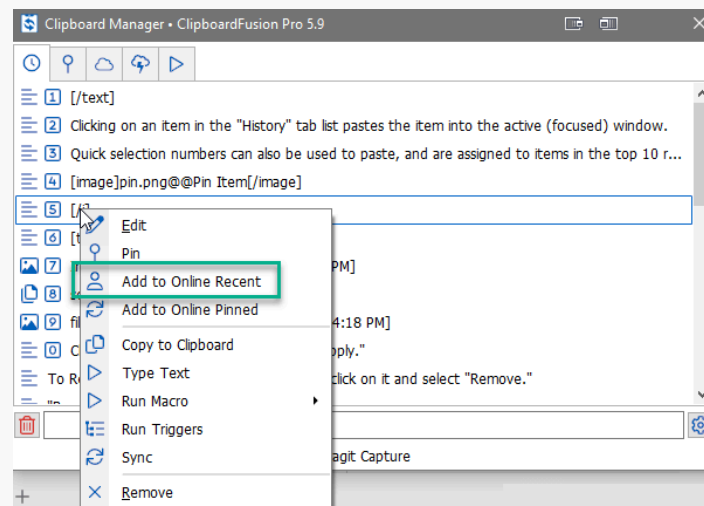 Clipboard Manager • ClipboardFusion Pro 5.9
1 [/text]
2 Clicking on an item in the "History" tab list pastes the item into the active (focused) window.
3 Quick selection numbers can also be used to paste, and are assigned to items in the top 10 r...
4 [image]pin.png@@Pin Item[/image]
5 [/
6 [t
7 PM]
8
9 fil 4:18 PM]
0 C pply."
To R click on it and select "Remove."
Edit
Pin
Add to Online Recent
Add to Online Pinned
Copy to Clipboard
Type Text
Run Macro
Run Triggers
Sync
Remove
agit Capture